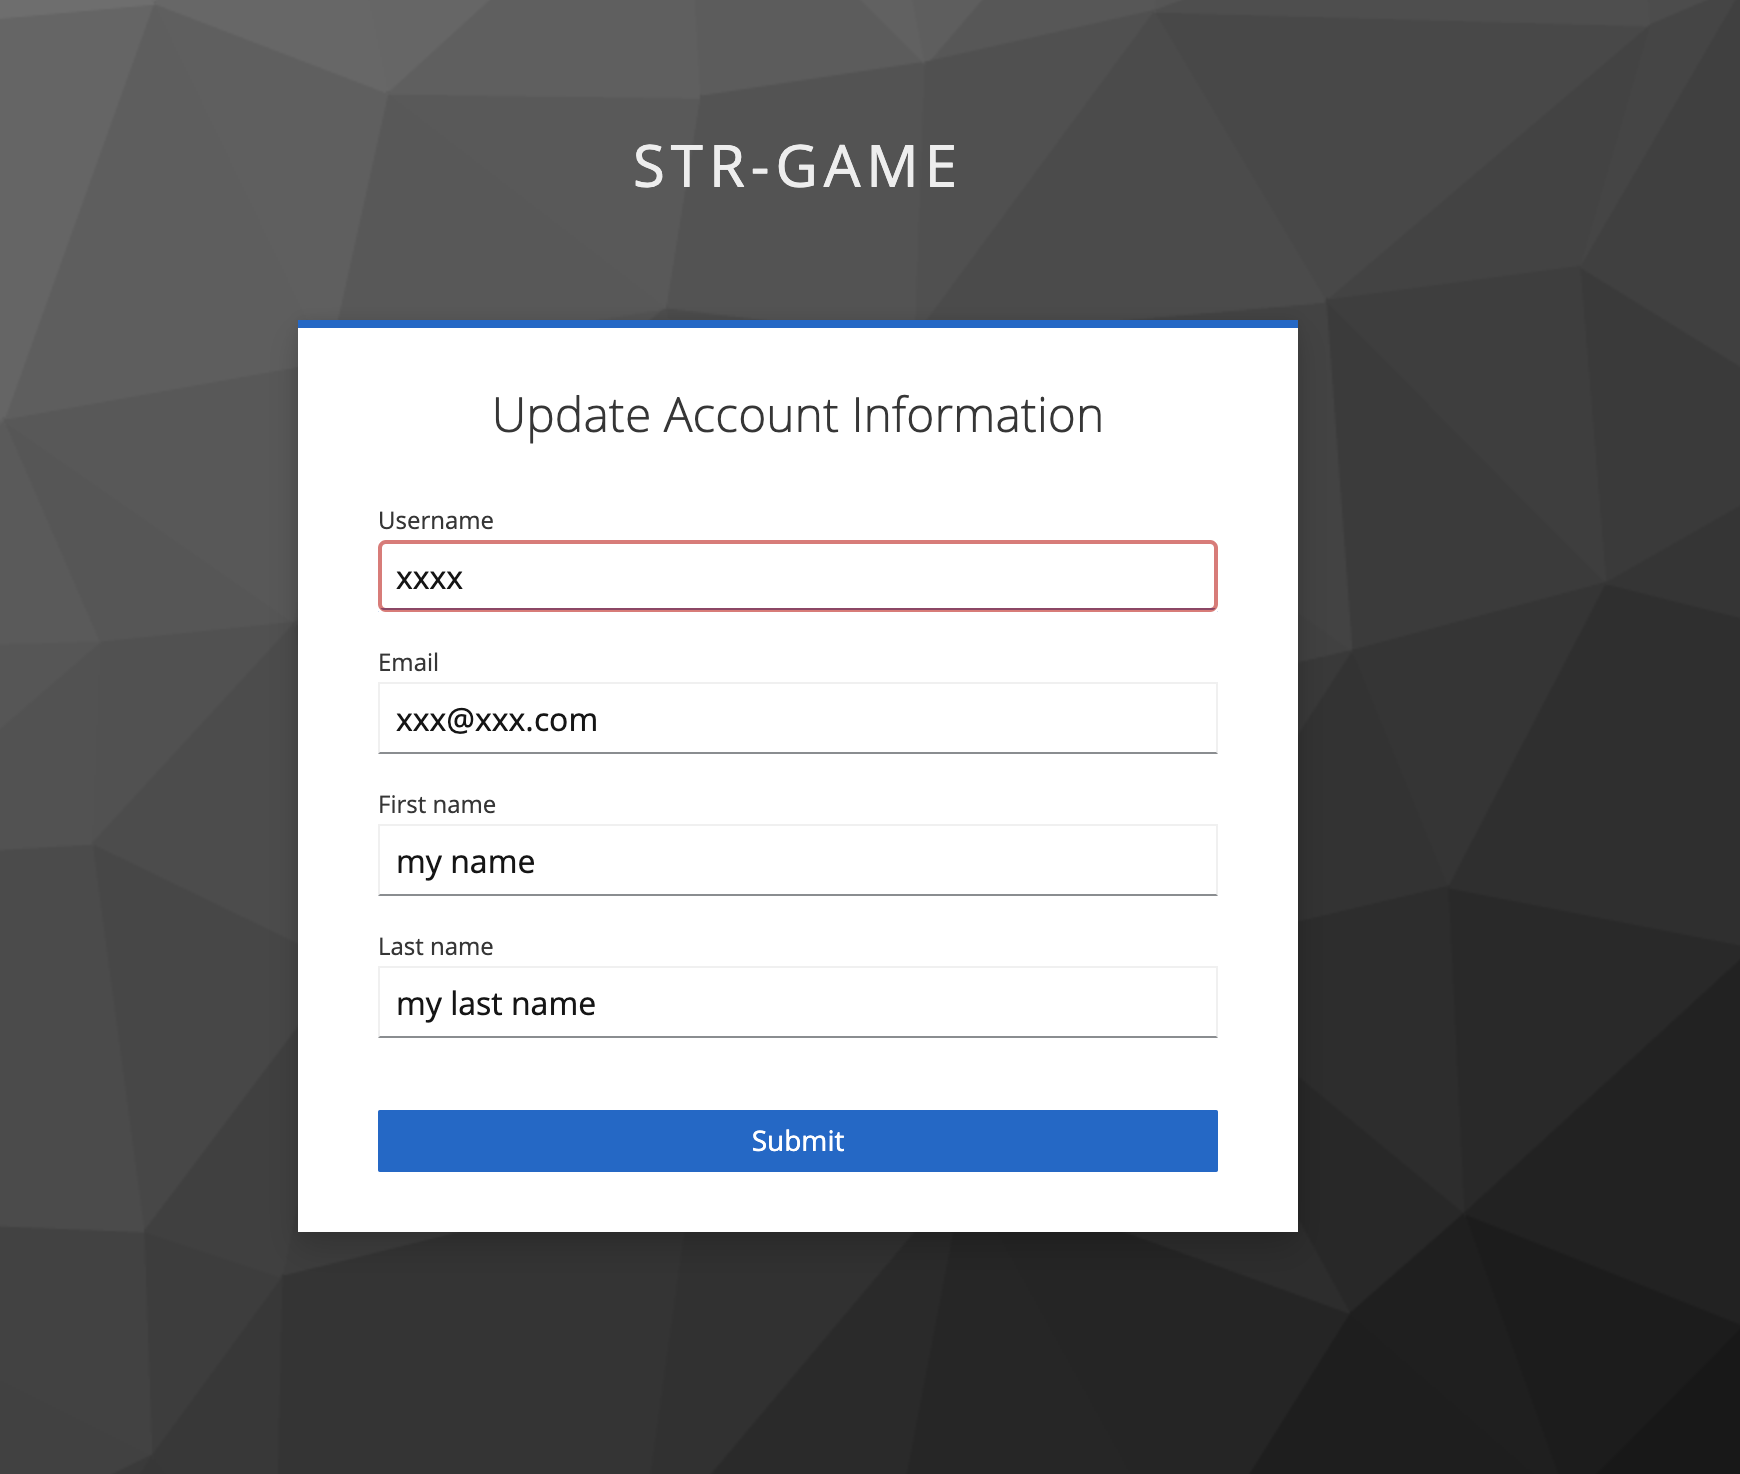 STR-GAME
Update Account Information
Username
xxxx
Email
xxx@xxx.com
First name
my name
Last name
my last name
Submit